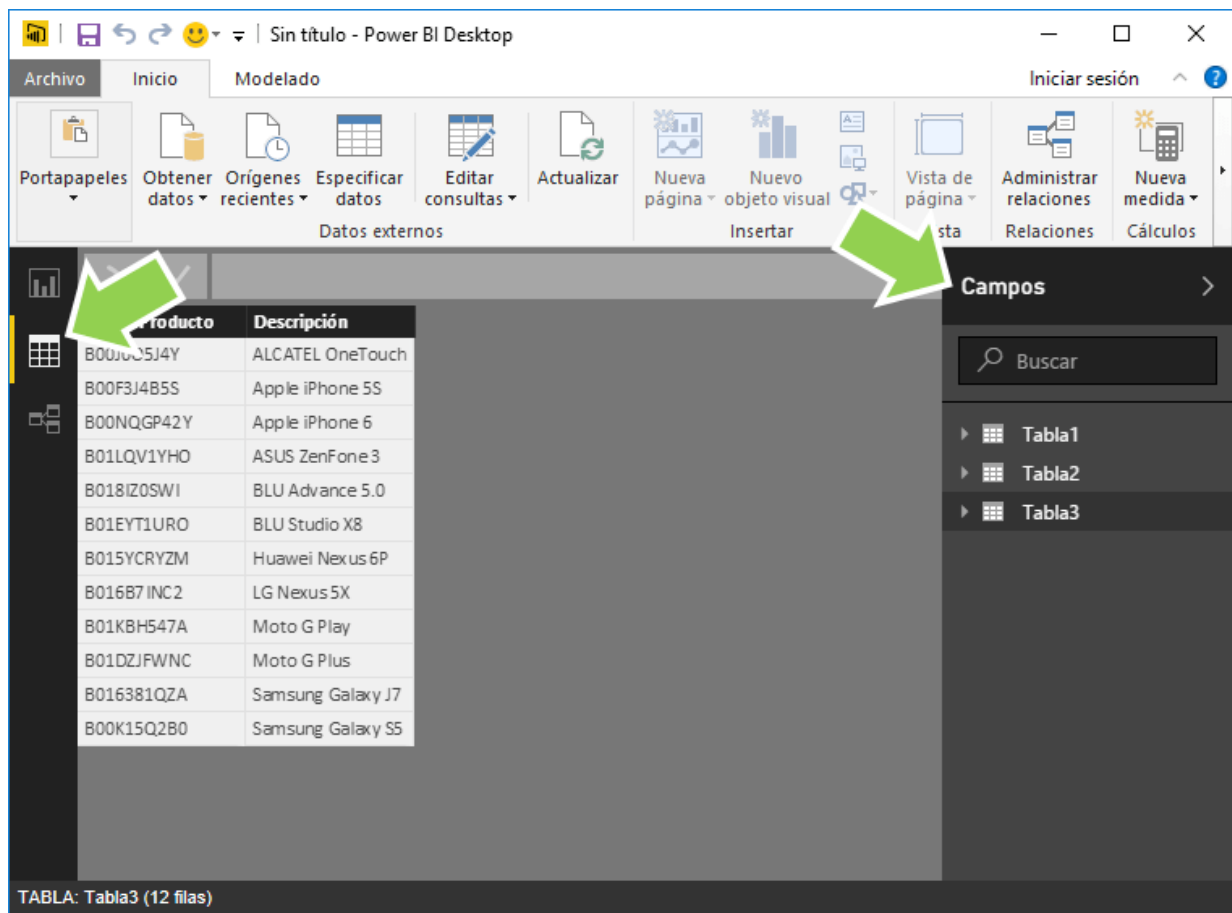 Sin título - Power BI Desktop
Archivo Inicio Modelado Iniciar sesión ?
Portapapeles
Obtener datos
Orígenes recientes
Especificar datos
Editar consultas
Actualizar
Nueva página
Nuevo objeto visual
Vista de página
Administrar relaciones
Nueva medida
Datos externos Insertar Relaciones Cálculos
Campos
Buscar
Tabla1
Tabla2
Tabla3
Producto Descripción
ALCATEL OneTouch
B00F3J4B5S Apple iPhone 5S
B00NQGP42Y Apple iPhone 6
B01LQV1YHO ASUS ZenFone 3
B018IZ0SWI BLU Advance 5.0
B01EYT1URO BLU Studio X8
B015YCRYZM Huawei Nexus 6P
B016B7INC2 LG Nexus 5X
B01KBH547A Moto G Play
B01DZJFWNC Moto G Plus
B016381QZA Samsung Galaxy J7
B00K15Q2B0 Samsung Galaxy S5
TABLA: Tabla3 (12 filas)